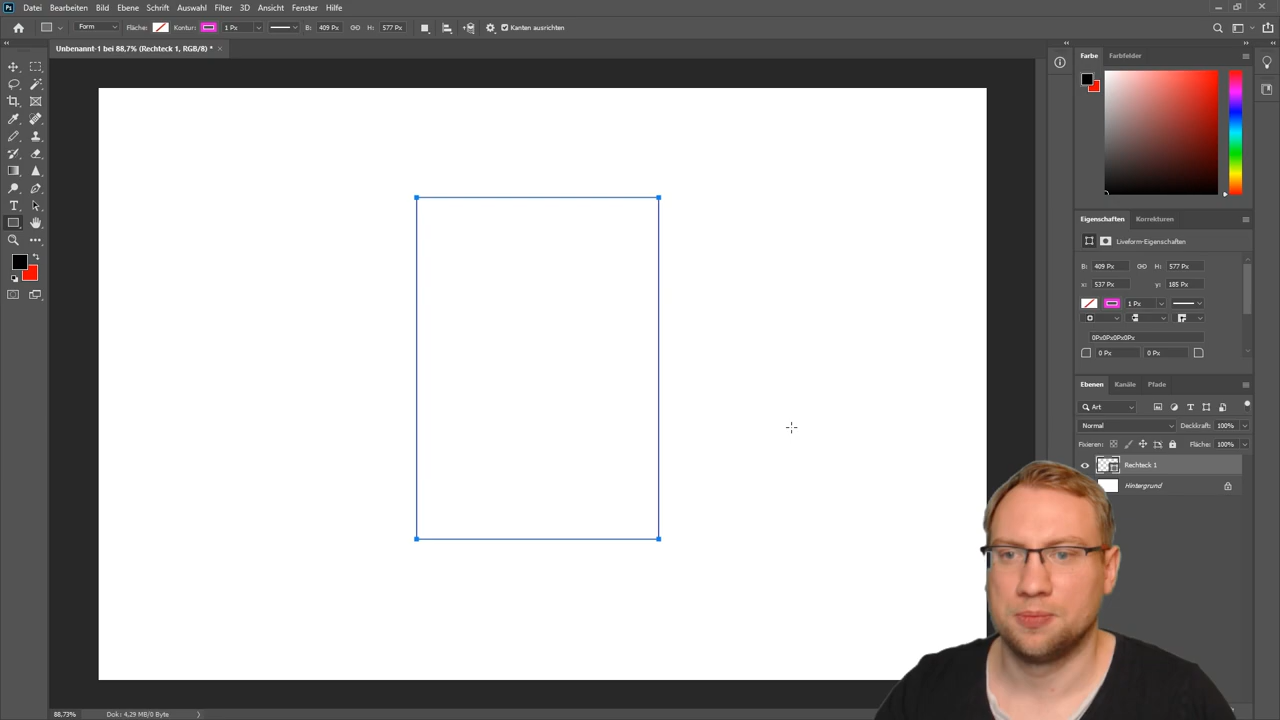 Ps Datei Bearbeiten Bild Ebene Schrift Auswahl Filter 3D Ansicht Fenster Hilfe
Form Fläche: Kontur: 1 Px B: 409 Px H: 577 Px Kanten ausrichten
Unbenannt-1 bei 88,7% (Rechteck 1, RGB/8) *
Farbe Farbfelder
Eigenschaften Korrekturen
Liveform-Eigenschaften
B: 409 Px H: 577 Px
x: 537 Px y: 185 Px
1 Px
0Px0Px0Px0Px
0 Px 0 Px
Ebenen Kanäle Pfade
Art
Normal Deckkraft: 100%
Fixieren: Fläche: 100%
Rechteck 1
Hintergrund
88.73% Dok: 4,29 MB/0 Byte